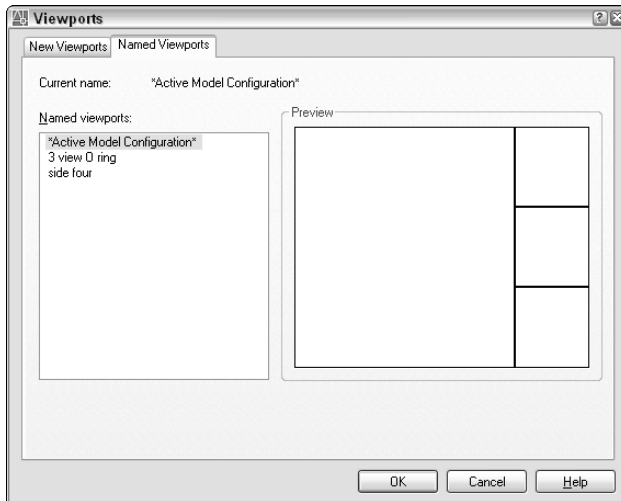 Viewports
New Viewports
Named Viewports
Current name: *Active Model Configuration*
Named viewports:
Preview
*Active Model Configuration*
3 view O ring
side four
OK
Cancel
Help